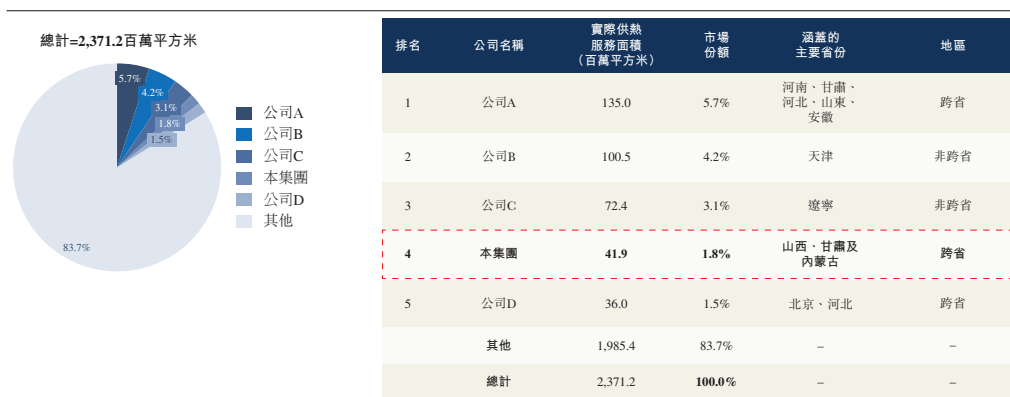 總計=2,371.2百萬平方米
5.7%
4.2%
3.1%
1.8%
1.5%
83.7%
公司A
公司B
公司C
本集團
公司D
其他
排名 公司名稱 實際供熱服務面積（百萬平方米） 市場份額 涵蓋的主要省份 地區
1 公司A 135.0 5.7% 河南、甘肅、河北、山東、安徽 跨省
2 公司B 100.5 4.2% 天津 非跨省
3 公司C 72.4 3.1% 遼寧 非跨省
4 本集團 41.9 1.8% 山西、甘肅及內蒙古 跨省
5 公司D 36.0 1.5% 北京、河北 跨省
其他 1,985.4 83.7% – –
總計 2,371.2 100.0% – –